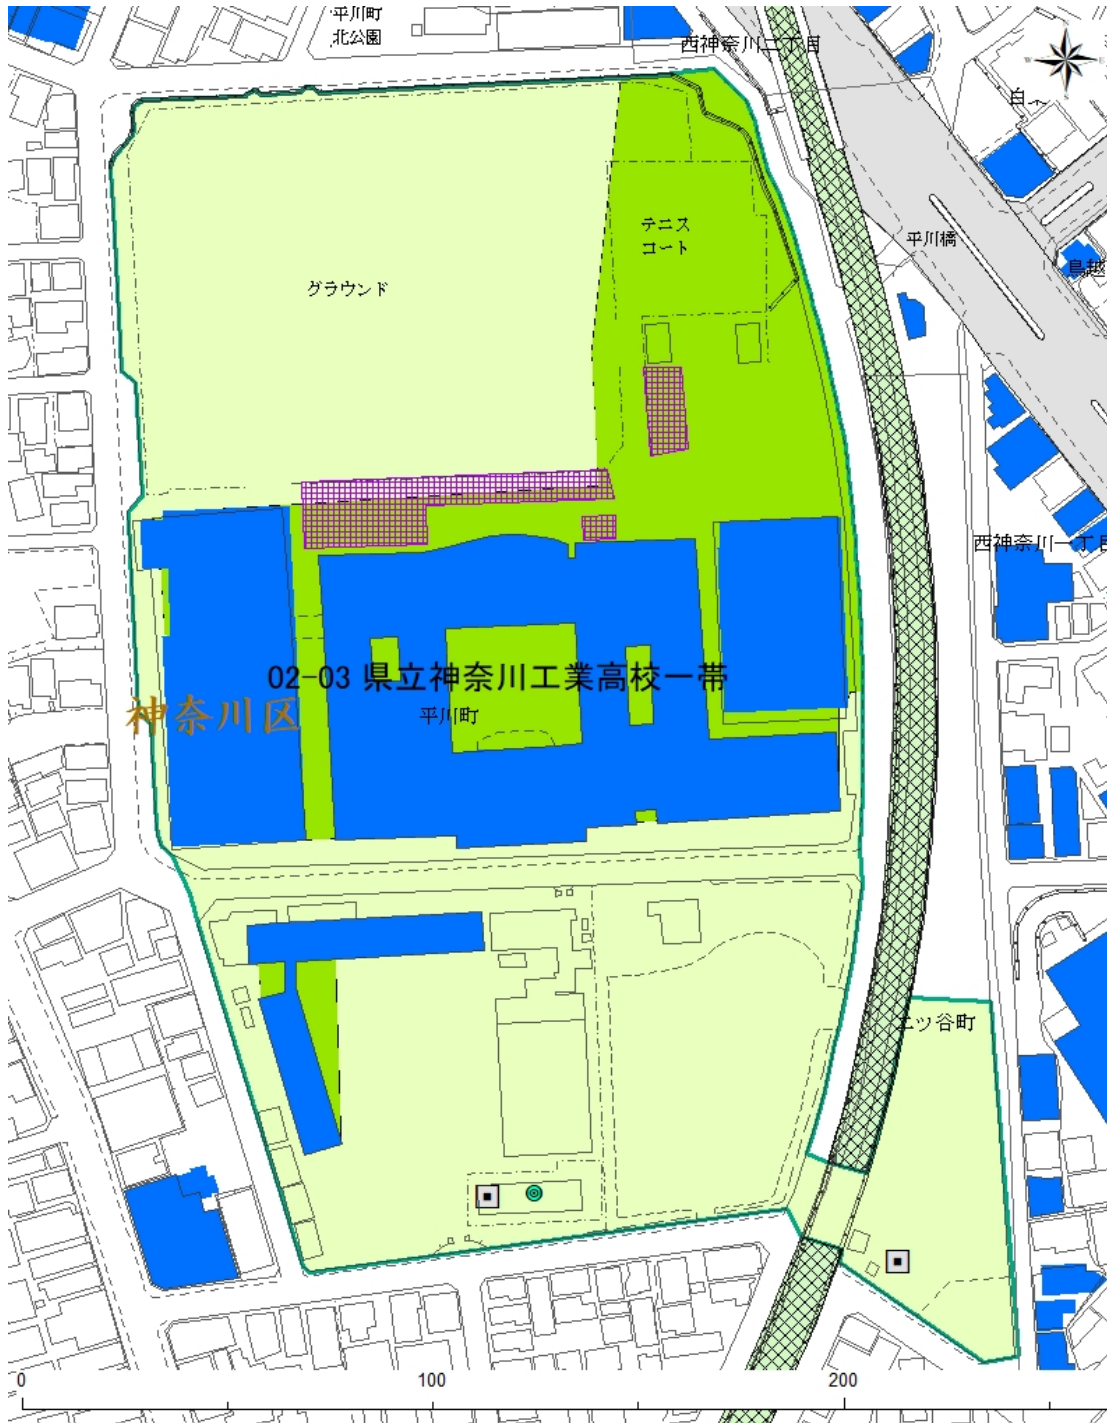 平川町
北公園
西神奈川二丁目
テニス
コート
平川橋
鳥越
グラウンド
西神奈川一丁目
02-03 県立神奈川工業高校一帯
神奈川区
平川町
二ツ谷町
0 100 200